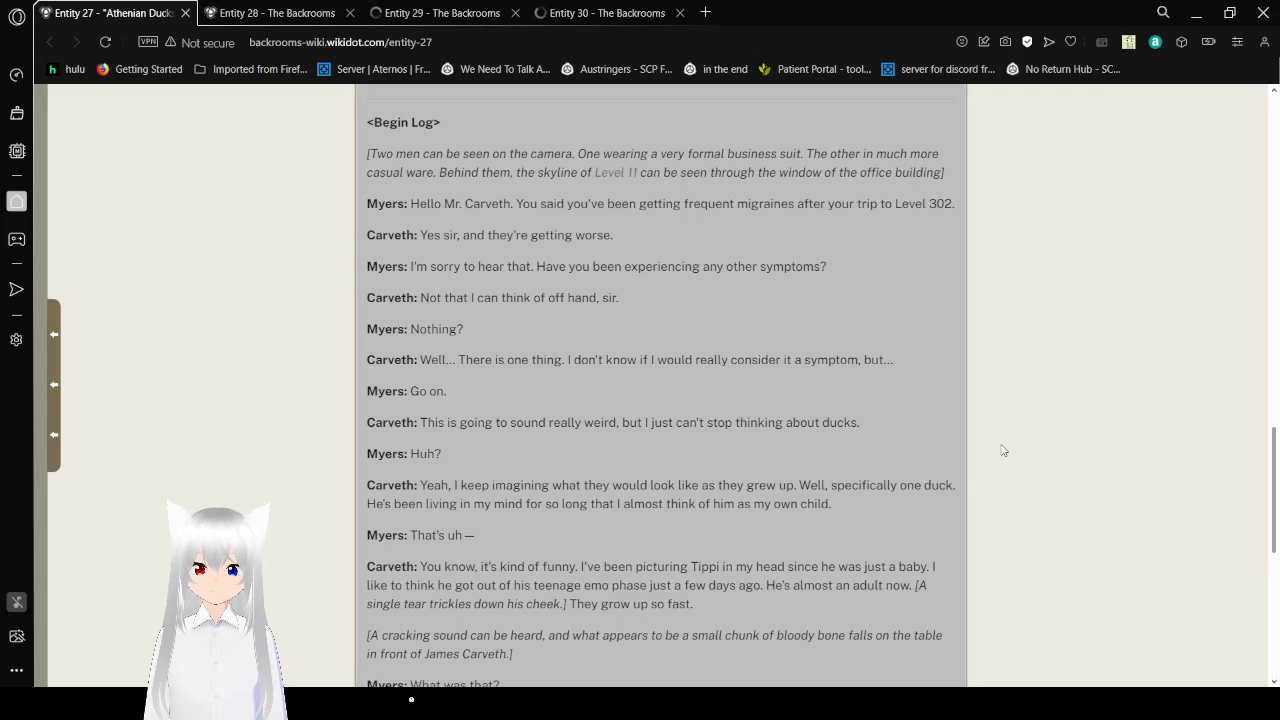 Entity 27 - "Athenian Ducks
Entity 28 - The Backrooms
Entity 29 - The Backrooms
Entity 30 - The Backrooms
VPN
Not secure
backrooms-wiki.wikidot.com/entity-27
hulu
Getting Started
Imported from Firef...
Server | Aternos | Fr...
We Need To Talk A...
Austringers - SCP F...
in the end
Patient Portal - tool...
server for discord fr...
No Return Hub - SC...
<Begin Log>
[Two men can be seen on the camera. One wearing a very formal business suit. The other in much more
casual ware. Behind them, the skyline of Level 11 can be seen through the window of the office building]
Myers: Hello Mr. Carveth. You said you've been getting frequent migraines after your trip to Level 302.
Carveth: Yes sir, and they're getting worse.
Myers: I'm sorry to hear that. Have you been experiencing any other symptoms?
Carveth: Not that I can think of off hand, sir.
Myers: Nothing?
Carveth: Well... There is one thing. I don't know if I would really consider it a symptom, but...
Myers: Go on.
Carveth: This is going to sound really weird, but I just can't stop thinking about ducks.
Myers: Huh?
Carveth: Yeah, I keep imagining what they would look like as they grew up. Well, specifically one duck.
He's been living in my mind for so long that I almost think of him as my own child.
Myers: That's uh—
Carveth: You know, it's kind of funny. I've been picturing Tippi in my head since he was just a baby. I
like to think he got out of his teenage emo phase just a few days ago. He's almost an adult now. [A
single tear trickles down his cheek.] They grow up so fast.
[A cracking sound can be heard, and what appears to be a small chunk of bloody bone falls on the table
in front of James Carveth.]
Myers: What was that?